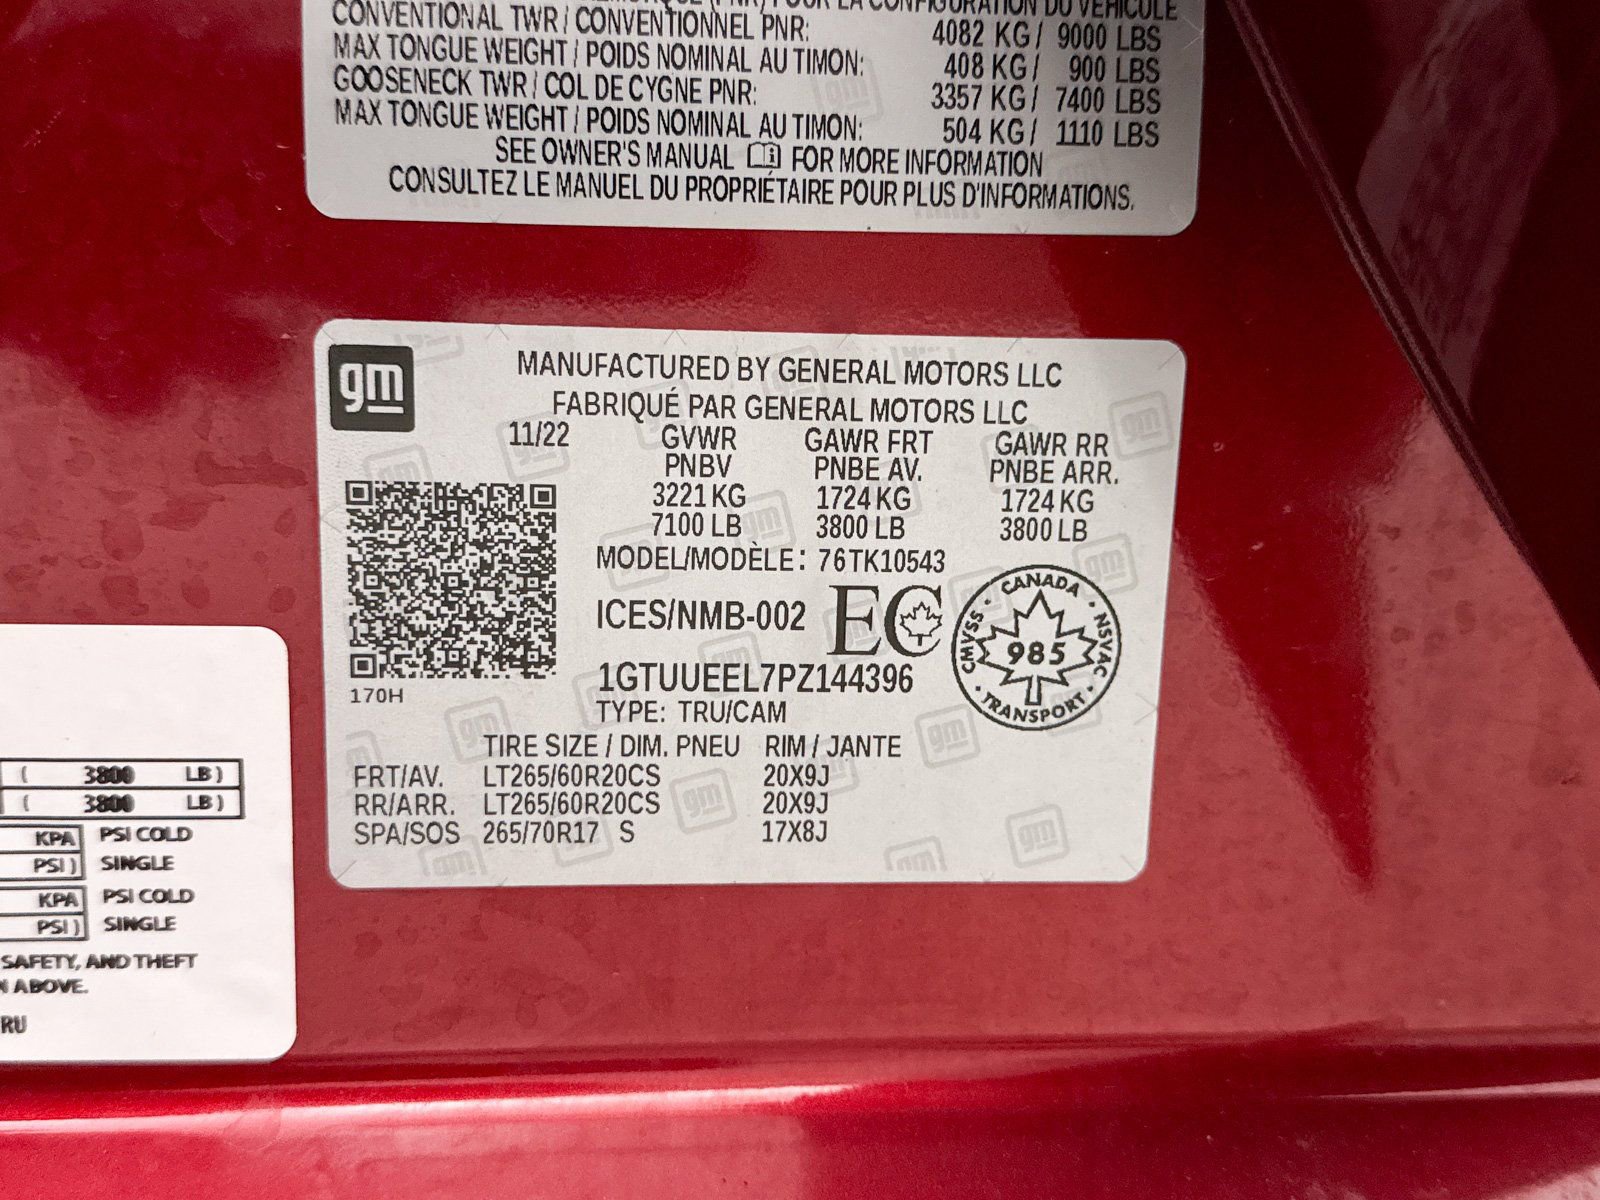 POUR LA CONFIGURATION DU VÉHICULE
CONVENTIONAL TWR / CONVENTIONNEL PNR: 4082 KG / 9000 LBS
MAX TONGUE WEIGHT / POIDS NOMINAL AU TIMON: 408 KG / 900 LBS
GOOSENECK TWR / COL DE CYGNE PNR: 3357 KG / 7400 LBS
MAX TONGUE WEIGHT / POIDS NOMINAL AU TIMON: 504 KG / 1110 LBS
SEE OWNER'S MANUAL FOR MORE INFORMATION
CONSULTEZ LE MANUEL DU PROPRIÉTAIRE POUR PLUS D'INFORMATIONS.
gm
MANUFACTURED BY GENERAL MOTORS LLC
FABRIQUÉ PAR GENERAL MOTORS LLC
11/22 GVWR GAWR FRT GAWR RR
PNBV PNBE AV. PNBE ARR.
3221 KG 1724 KG 1724 KG
7100 LB 3800 LB 3800 LB
MODEL/MODÈLE: 76TK10543
ICES/NMB-002 EC
CANADA
CMVSS NSVAC
985
TRANSPORT
1GTUUEEL7PZ144396
170H
TYPE: TRU/CAM
TIRE SIZE / DIM. PNEU RIM / JANTE
FRT/AV. LT265/60R20CS 20X9J
RR/ARR. LT265/60R20CS 20X9J
SPA/SOS 265/70R17 S 17X8J
( 3800 LB )
( 3800 LB )
KPA PSI COLD
PSI ) SINGLE
KPA PSI COLD
PSI ) SINGLE
SAFETY, AND THEFT
ABOVE.
RU